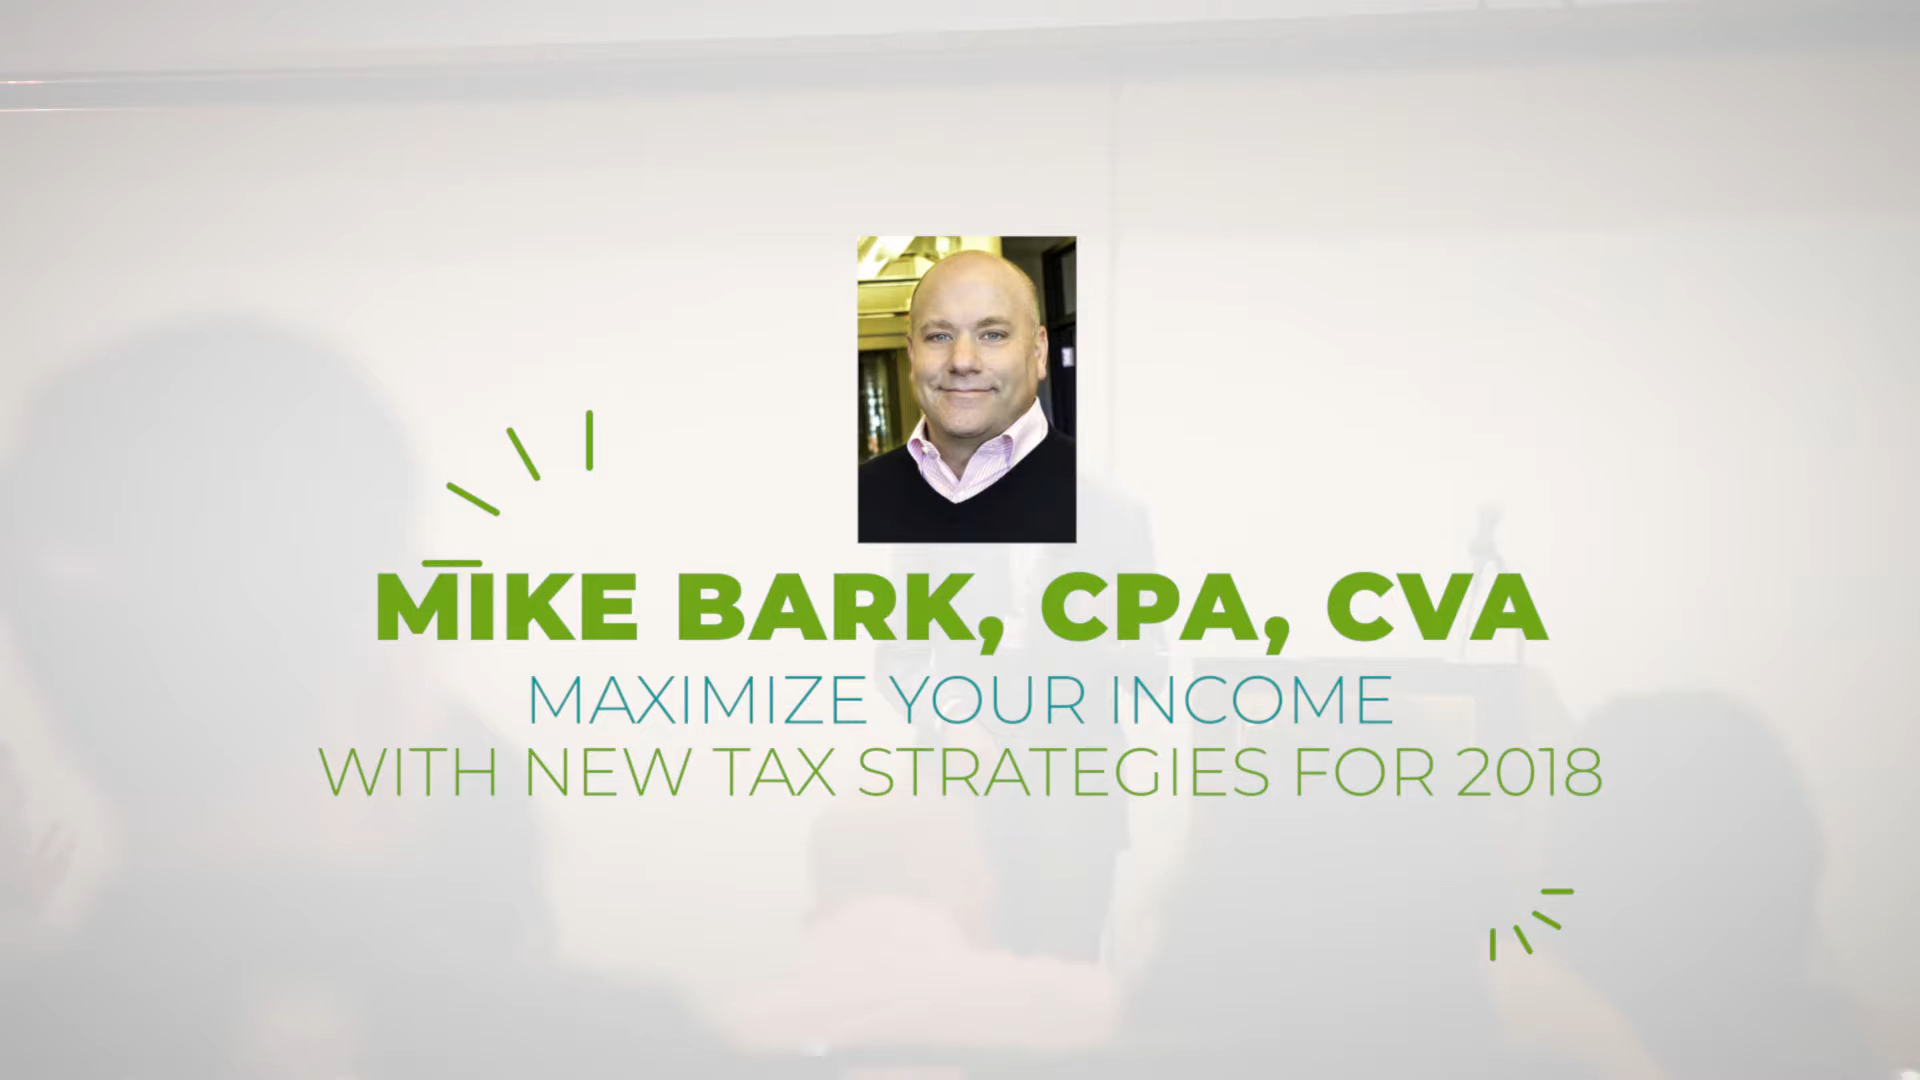 MIKE BARK, CPA, CVA
MAXIMIZE YOUR INCOME
WITH NEW TAX STRATEGIES FOR 2018